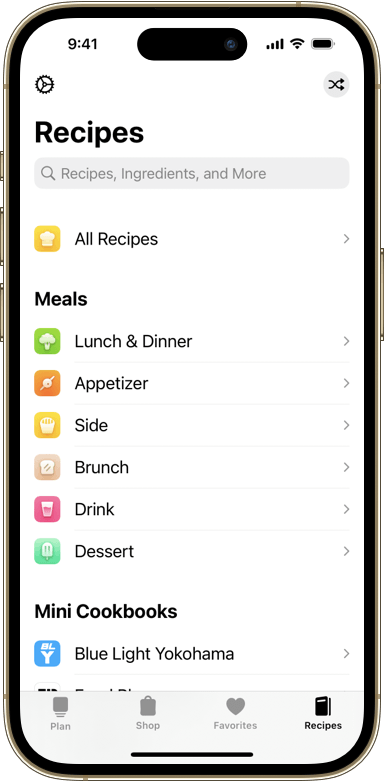 9:41
Recipes
Recipes, Ingredients, and More
All Recipes
Meals
Lunch & Dinner
Appetizer
Side
Brunch
Drink
Dessert
Mini Cookbooks
BL
Y
Blue Light Yokohama
Plan
Shop
Favorites
Recipes